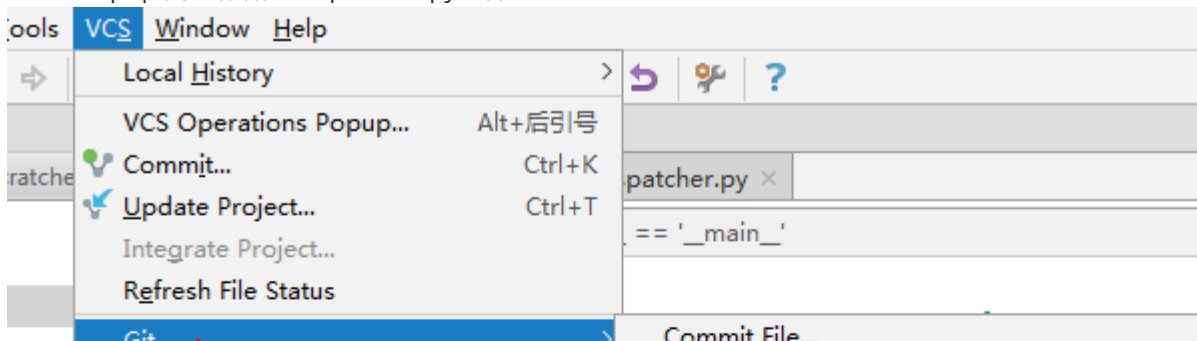 ools VCS Window Help
Local History
VCS Operations Popup... Alt+后引号
ratche Commit... Ctrl+K patcher.py
Update Project... Ctrl+T
== '__main__'
Integrate Project...
Refresh File Status
Git Commit File...